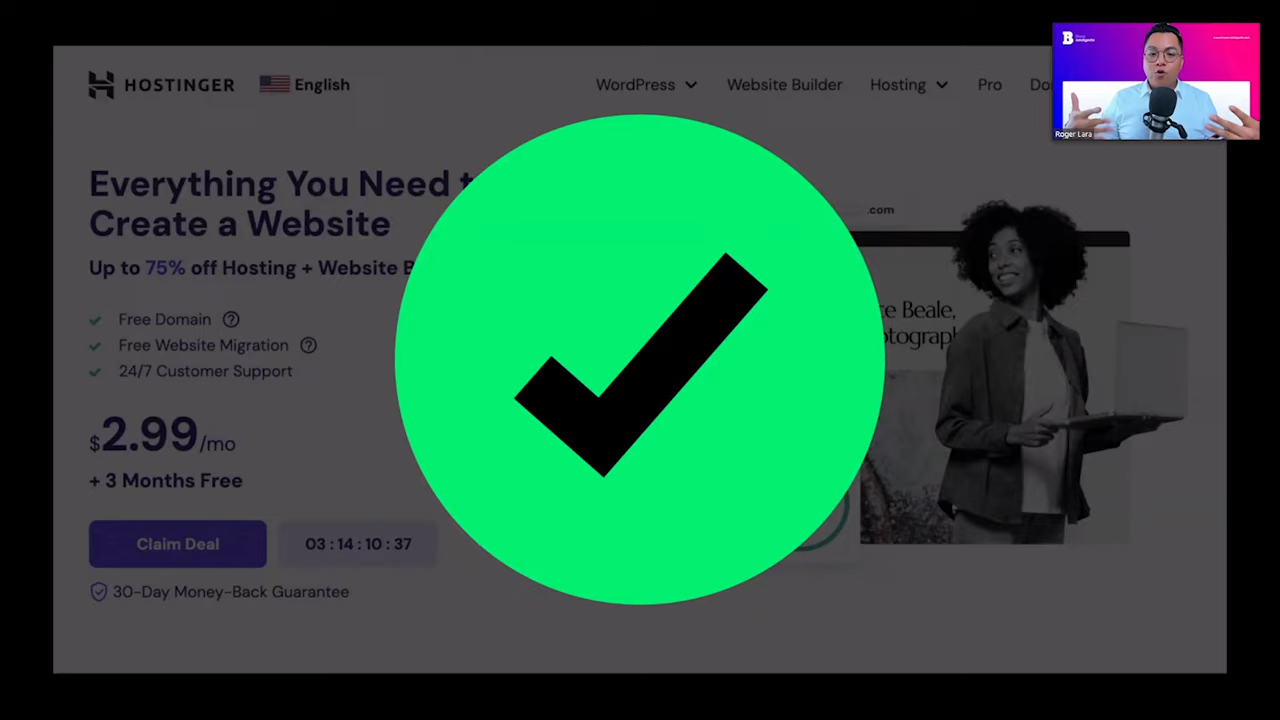 HOSTINGER
English
WordPress
Website Builder
Hosting
Pro
Roger Lara
Everything You Need
Create a Website
Up to 75% off Hosting + Website
.com
Free Domain
Free Website Migration
24/7 Customer Support
Beale,
$2.99/mo
+ 3 Months Free
Claim Deal
03 : 14 : 10 : 37
30-Day Money-Back Guarantee